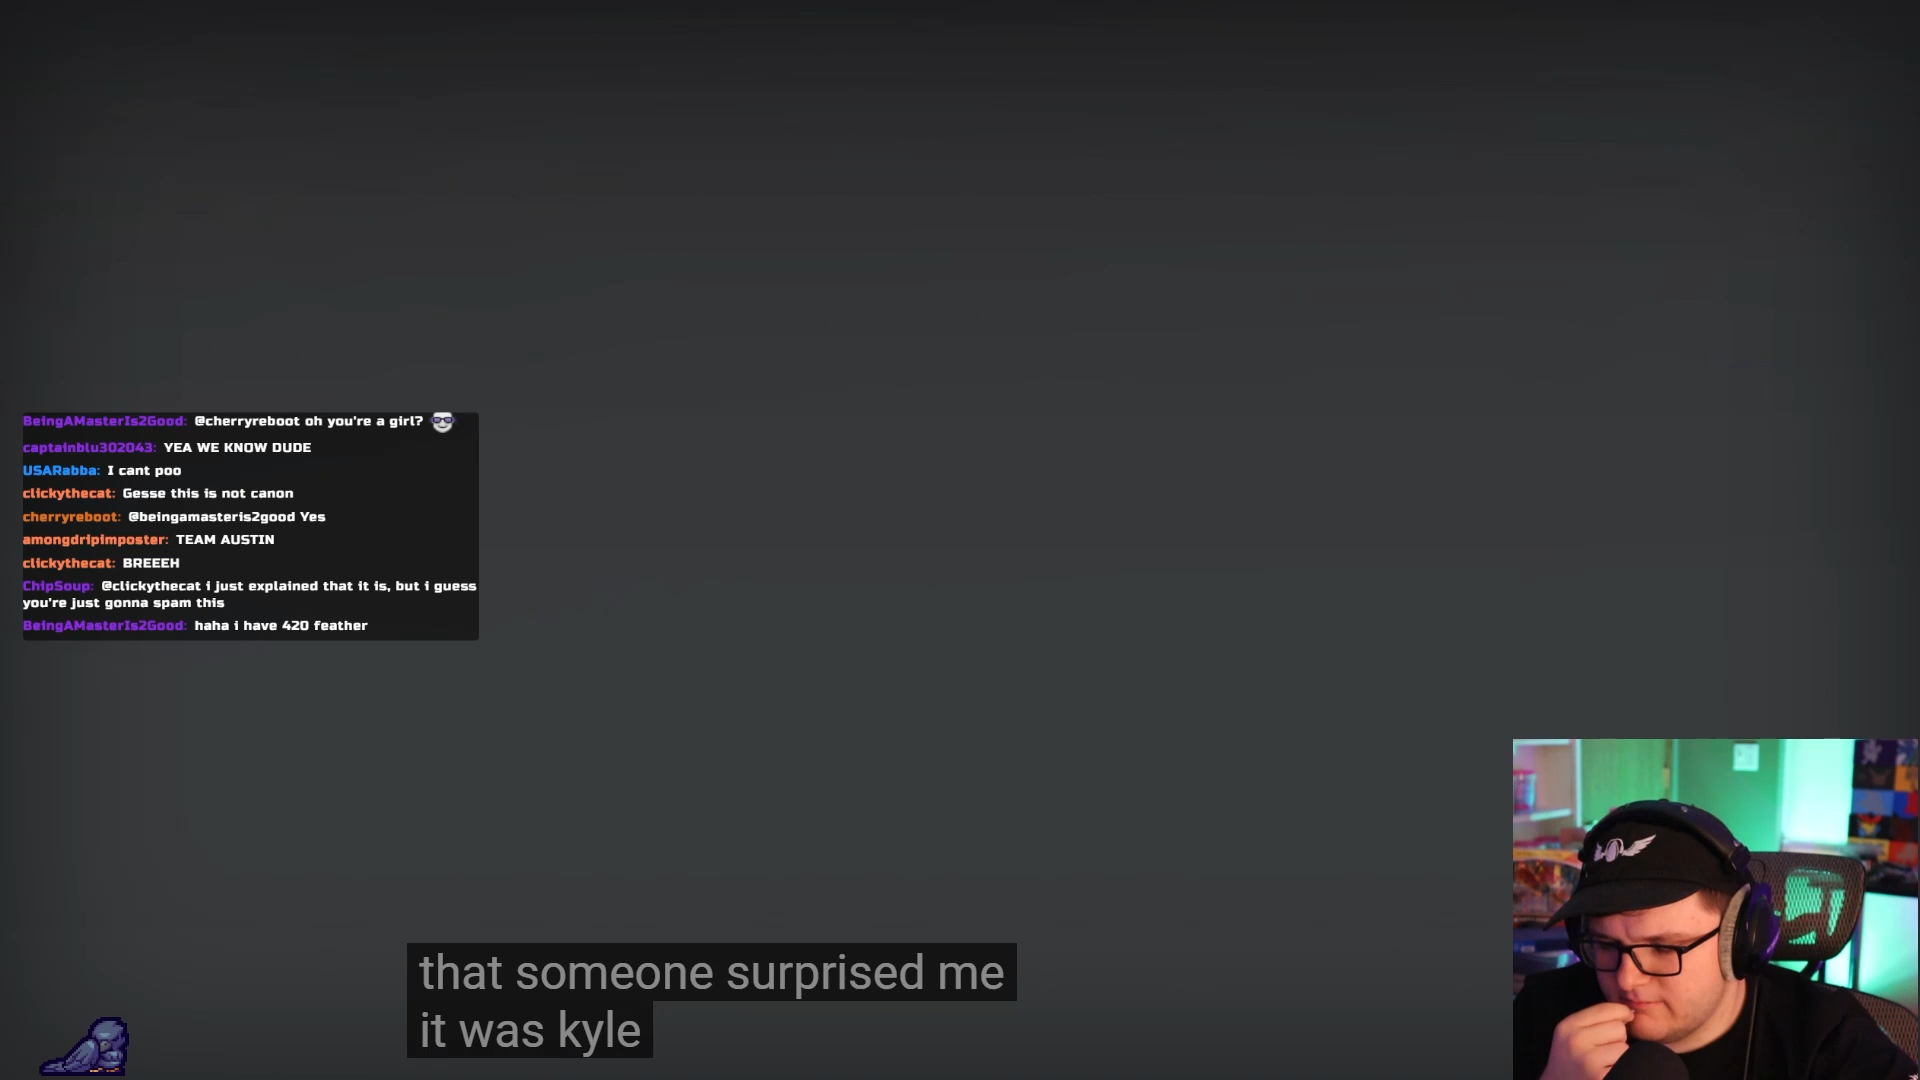 BeingAMasterIs2Good: @cherryreboot oh you're a girl?
captainblu302043: YEA WE KNOW DUDE
USARabba: I cant poo
clickythecat: Gesse this is not canon
cherryreboot: @beingamasteris2good Yes
amongdripimposter: TEAM AUSTIN
clickythecat: BREEEH
ChipSoup: @clickythecat i just explained that it is, but i guess
you're just gonna spam this
BeingAMasterIs2Good: haha i have 420 feather
that someone surprised me
it was kyle